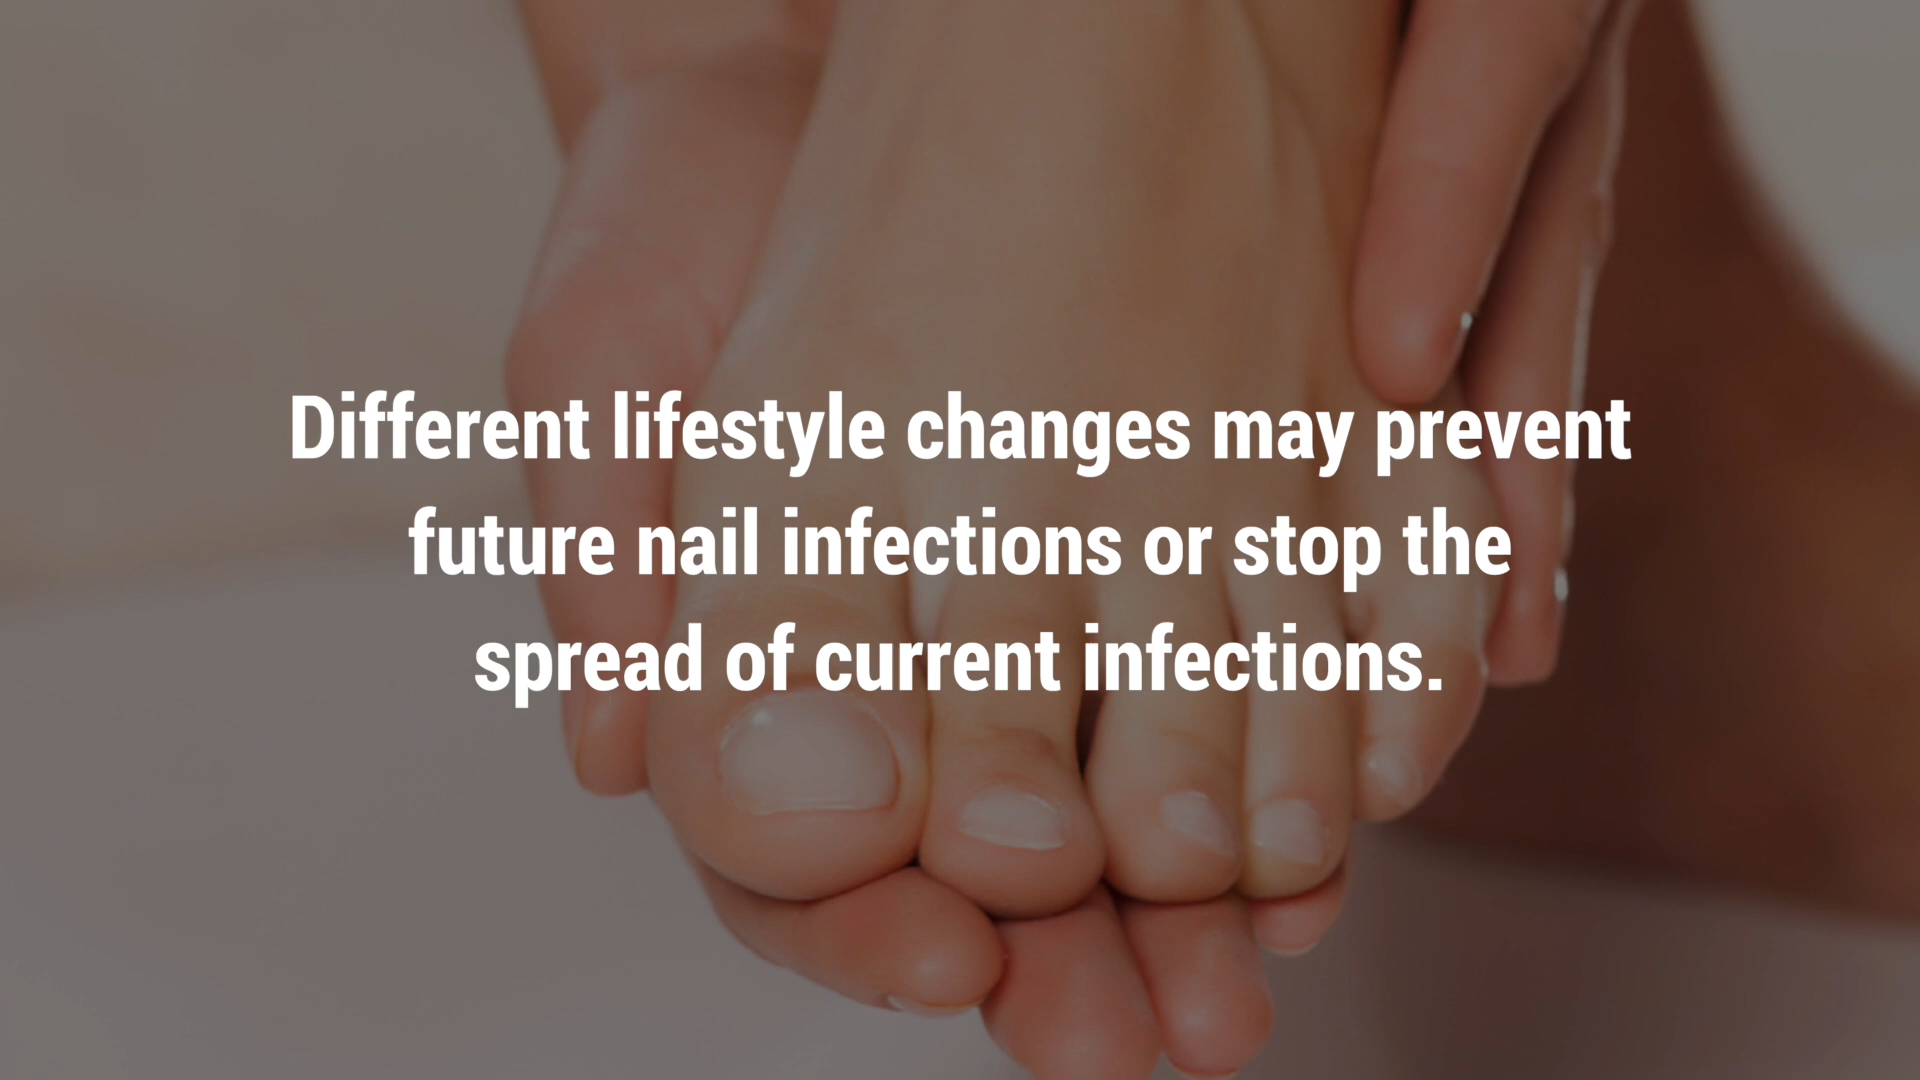 Different lifestyle changes may prevent
future nail infections or stop the
spread of current infections.